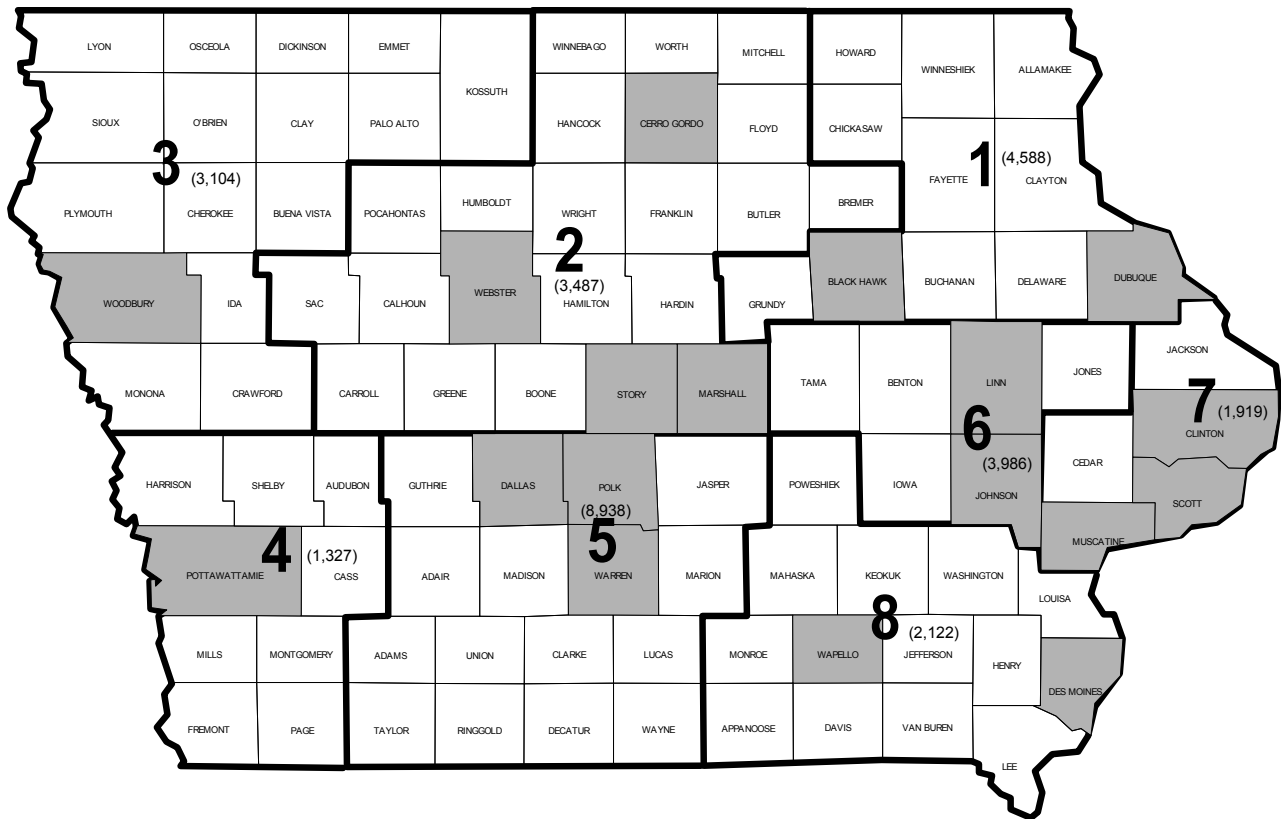 LYON OSCEOLA DICKINSON EMMET WINNEBAGO WORTH MITCHELL HOWARD
WINNESHIEK ALLAMAKEE
KOSSUTH
SIOUX O'BRIEN CLAY PALO ALTO HANCOCK CERRO GORDO FLOYD CHICKASAW
3 (3,104)
1 (4,588)
FAYETTE CLAYTON
PLYMOUTH CHEROKEE BUENA VISTA POCAHONTAS HUMBOLDT WRIGHT FRANKLIN BUTLER BREMER
2
(3,487)
WOODBURY IDA SAC CALHOUN WEBSTER HAMILTON HARDIN GRUNDY BLACK HAWK BUCHANAN DELAWARE DUBUQUE
JACKSON
MONONA CRAWFORD CARROLL GREENE BOONE STORY MARSHALL TAMA BENTON LINN JONES
7 (1,919)
CLINTON
6
(3,986)
HARRISON SHELBY AUDUBON GUTHRIE DALLAS POLK JASPER POWESHIEK IOWA JOHNSON CEDAR
SCOTT
(8,938)
5
MUSCATINE
4 (1,327)
POTTAWATTAMIE CASS ADAIR MADISON WARREN MARION MAHASKA KEOKUK WASHINGTON
LOUISA
8 (2,122)
MILLS MONTGOMERY ADAMS UNION CLARKE LUCAS MONROE WAPELLO JEFFERSON HENRY
DES MOINES
FREMONT PAGE TAYLOR RINGGOLD DECATUR WAYNE APPANOOSE DAVIS VAN BUREN
LEE